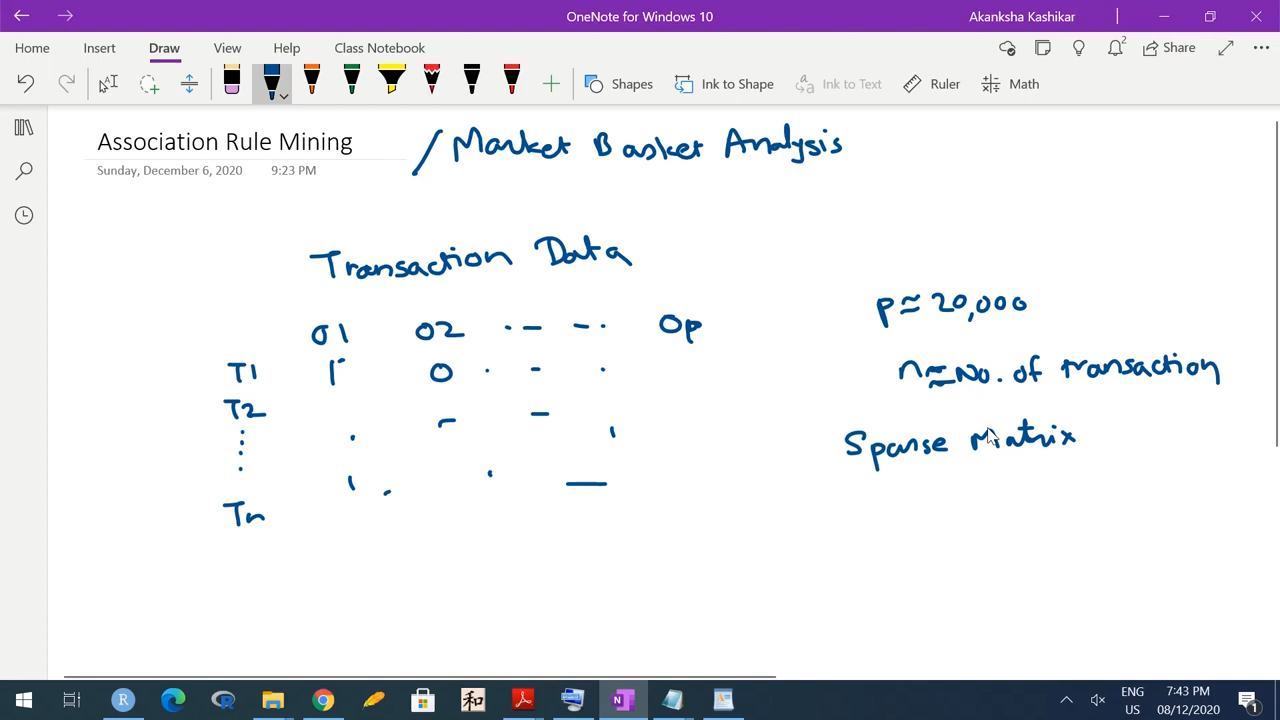 OneNote for Windows 10
Akanksha Kashikar
Home Insert Draw View Help Class Notebook
2 Share
Shapes Ink to Shape Ink to Text Ruler Math
Association Rule Mining / Market Basket Analysis
Sunday, December 6, 2020 9:23 PM
Transaction Data
O1 O2 ·– –· Op
T1 1 0 · – ·
T2
Tn
p ≈ 20,000
n ≅ No. of transaction
Sparse Matrix
R R 和
ENG
US
7:43 PM
08/12/2020
1